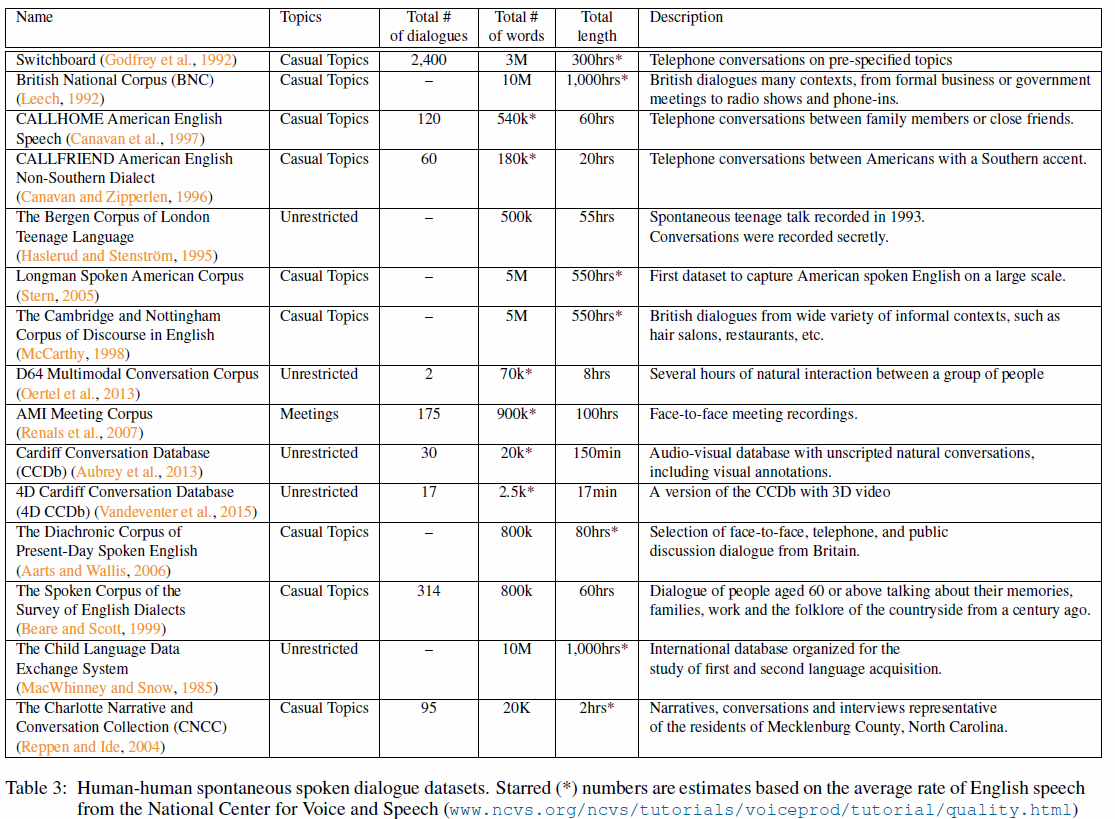 Name Topics Total # Total # Total Description
of dialogues of words length
Switchboard (Godfrey et al., 1992) Casual Topics 2,400 3M 300hrs* Telephone conversations on pre-specified topics
British National Corpus (BNC) Casual Topics – 10M 1,000hrs* British dialogues many contexts, from formal business or government
(Leech, 1992) meetings to radio shows and phone-ins.
CALLHOME American English Casual Topics 120 540k* 60hrs Telephone conversations between family members or close friends.
Speech (Canavan et al., 1997)
CALLFRIEND American English Casual Topics 60 180k* 20hrs Telephone conversations between Americans with a Southern accent.
Non-Southern Dialect
(Canavan and Zipperlen, 1996)
The Bergen Corpus of London Unrestricted – 500k 55hrs Spontaneous teenage talk recorded in 1993.
Teenage Language Conversations were recorded secretly.
(Haslerud and Stenström, 1995)
Longman Spoken American Corpus Casual Topics – 5M 550hrs* First dataset to capture American spoken English on a large scale.
(Stern, 2005)
The Cambridge and Nottingham Casual Topics – 5M 550hrs* British dialogues from wide variety of informal contexts, such as
Corpus of Discourse in English hair salons, restaurants, etc.
(McCarthy, 1998)
D64 Multimodal Conversation Corpus Unrestricted 2 70k* 8hrs Several hours of natural interaction between a group of people
(Oertel et al., 2013)
AMI Meeting Corpus Meetings 175 900k* 100hrs Face-to-face meeting recordings.
(Renals et al., 2007)
Cardiff Conversation Database Unrestricted 30 20k* 150min Audio-visual database with unscripted natural conversations,
(CCDb) (Aubrey et al., 2013) including visual annotations.
4D Cardiff Conversation Database Unrestricted 17 2.5k* 17min A version of the CCDb with 3D video
(4D CCDb) (Vandeventer et al., 2015)
The Diachronic Corpus of Casual Topics – 800k 80hrs* Selection of face-to-face, telephone, and public
Present-Day Spoken English discussion dialogue from Britain.
(Aarts and Wallis, 2006)
The Spoken Corpus of the Casual Topics 314 800k 60hrs Dialogue of people aged 60 or above talking about their memories,
Survey of English Dialects families, work and the folklore of the countryside from a century ago.
(Beare and Scott, 1999)
The Child Language Data Unrestricted – 10M 1,000hrs* International database organized for the
Exchange System study of first and second language acquisition.
(MacWhinney and Snow, 1985)
The Charlotte Narrative and Casual Topics 95 20K 2hrs* Narratives, conversations and interviews representative
Conversation Collection (CNCC) of the residents of Mecklenburg County, North Carolina.
(Reppen and Ide, 2004)
Table 3: Human-human spontaneous spoken dialogue datasets. Starred (*) numbers are estimates based on the average rate of English speech
from the National Center for Voice and Speech (www.ncvs.org/ncvs/tutorials/voiceprod/tutorial/quality.html)